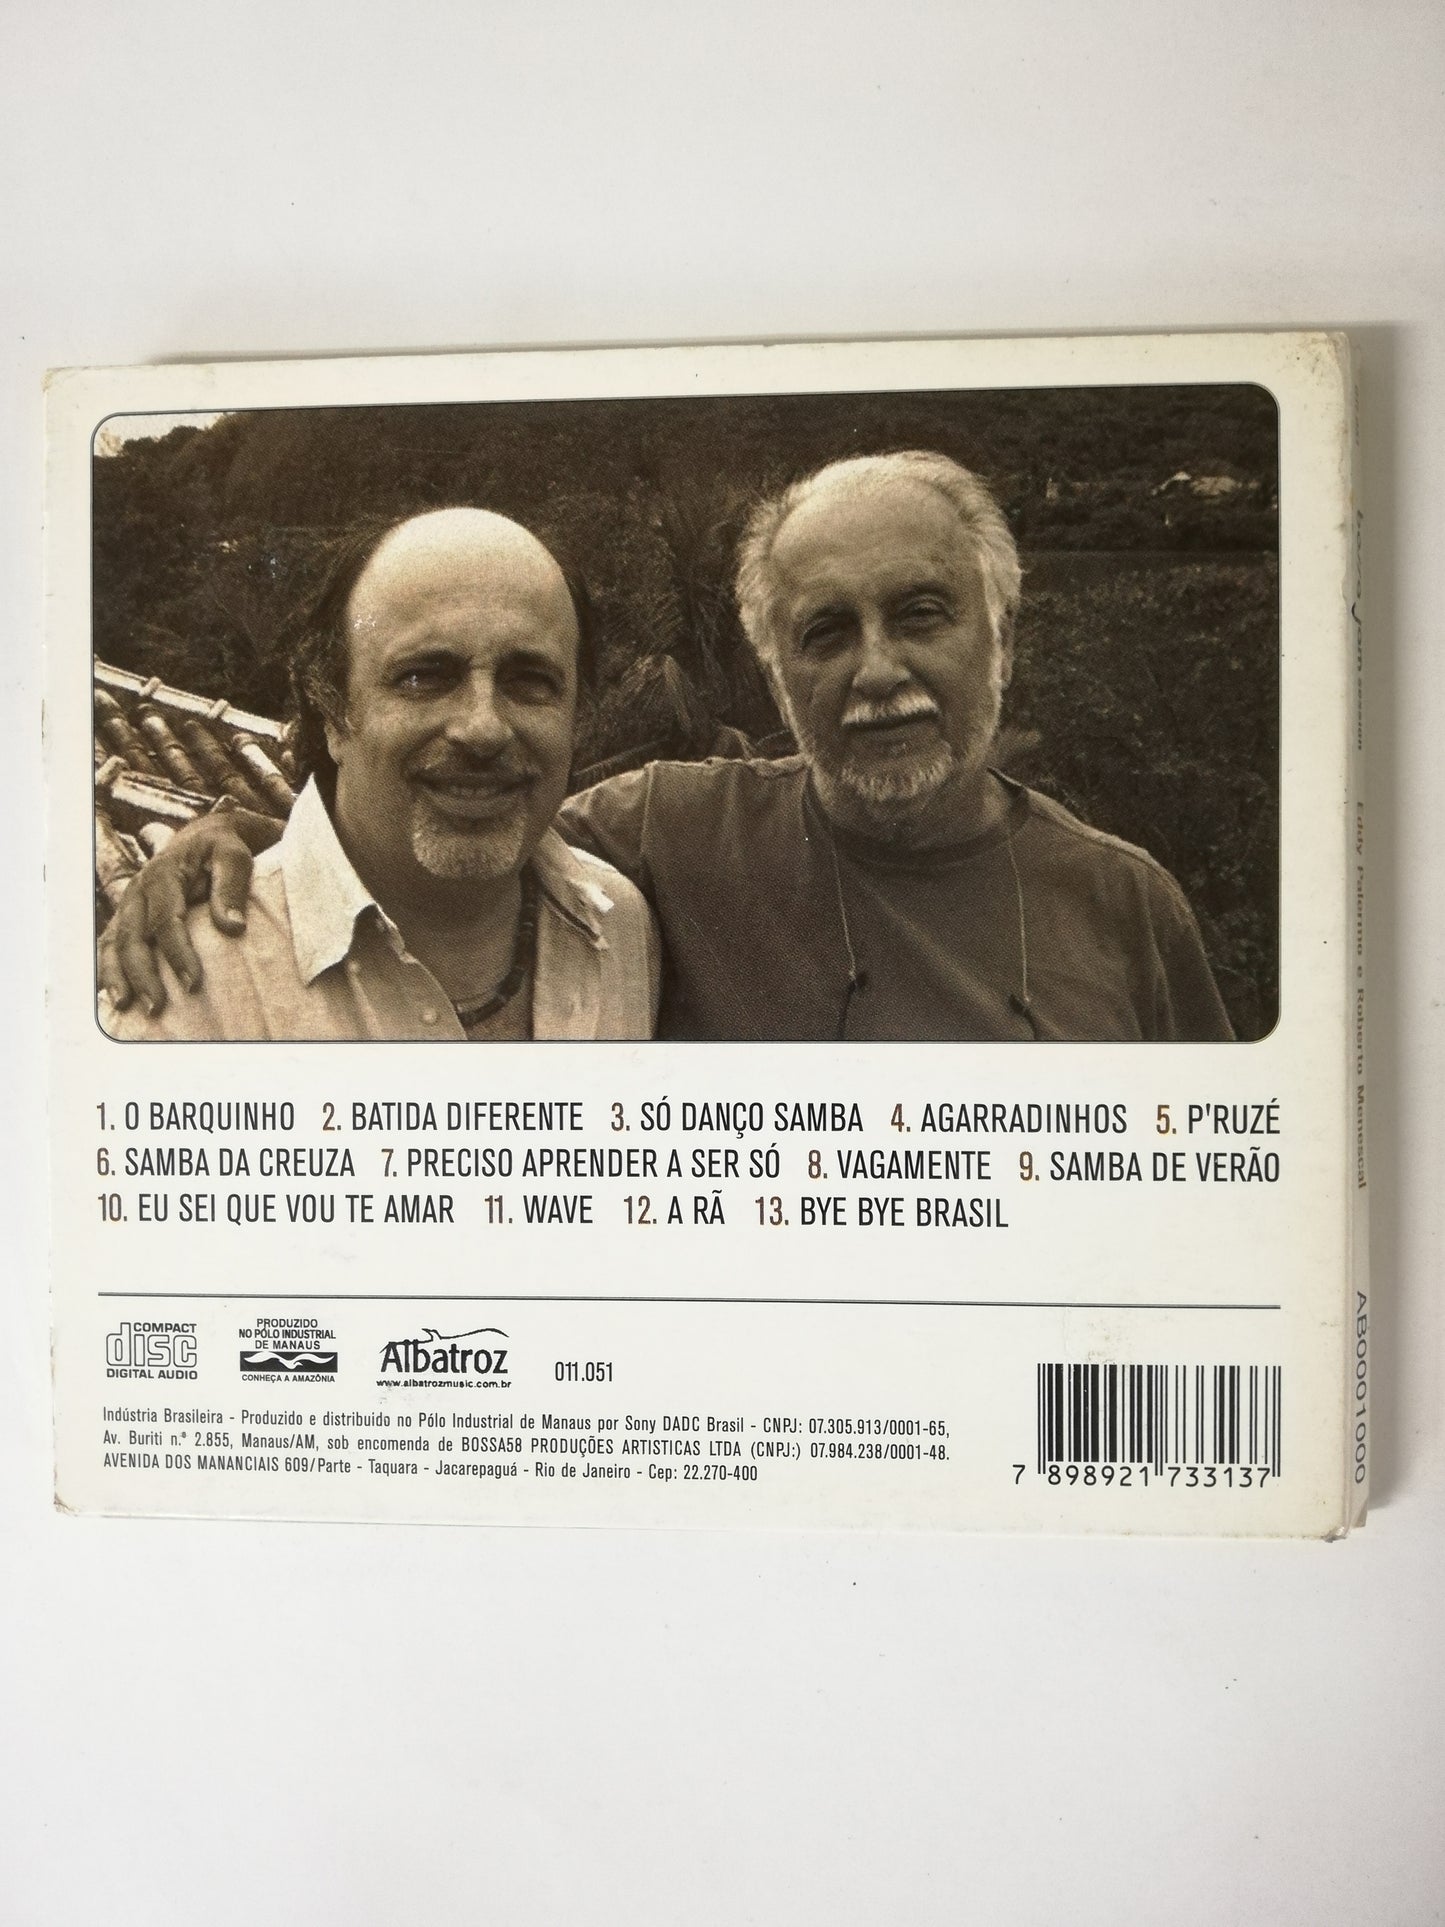 1. O BARQUINHO 2. BATIDA DIFERENTE 3. SÓ DANÇO SAMBA 4. AGARRADINHOS 5. P'RUZÉ
6. SAMBA DA CREUZA 7. PRECISO APRENDER A SER SÓ 8. VAGAMENTE 9. SAMBA DE VERÃO
10. EU SEI QUE VOU TE AMAR 11. WAVE 12. A RÃ 13. BYE BYE BRASIL
COMPACT
disc
DIGITAL AUDIO
PRODUZIDO
NO PÓLO INDUSTRIAL
DE MANAUS
CONHEÇA A AMAZÔNIA
Albatroz
www.albatrozmusic.com.br
011.051
Indústria Brasileira - Produzido e distribuido no Pólo Industrial de Manaus por Sony DADC Brasil - CNPJ: 07.305.913/0001-65,
Av. Buriti n.º 2.855, Manaus/AM, sob encomenda de BOSSA58 PRODUÇÕES ARTISTICAS LTDA (CNPJ:) 07.984.238/0001-48.
AVENIDA DOS MANANCIAIS 609/Parte - Taquara - Jacarepaguá - Rio de Janeiro - Cep: 22.270-400
7 898921 733137
session Eddy Palermo e Roberto Menescal AB0001000